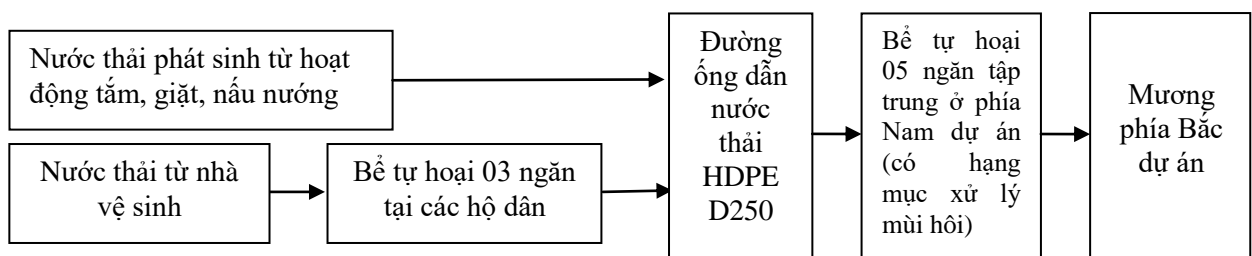 Nước thải phát sinh từ hoạt
động tắm, giặt, nấu nướng
Nước thải từ nhà
vệ sinh
Bể tự hoại 03 ngăn
tại các hộ dân
Đường
ống dẫn
nước
thải
HDPE
D250
Bể tự hoại
05 ngăn tập
trung ở phía
Nam dự án
(có hạng
mục xử lý
mùi hôi)
Mương
phía Bắc
dự án